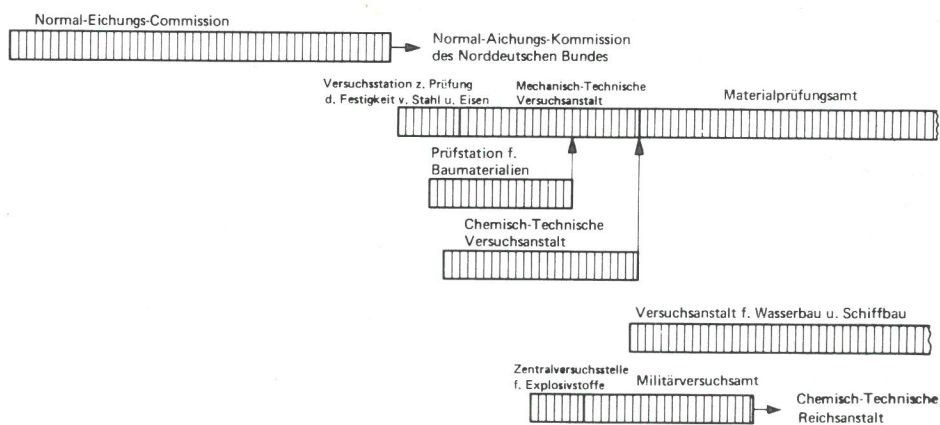 Normal-Eichungs-Commission
Normal-Aichungs-Kommission
des Norddeutschen Bundes
Versuchsstation z. Prüfung
d. Festigkeit v. Stahl u. Eisen
Mechanisch-Technische
Versuchsanstalt
Materialprüfungsamt
Prüfstation f.
Baumaterialien
Chemisch-Technische
Versuchsanstalt
Versuchsanstalt f. Wasserbau u. Schiffbau
Zentralversuchsstelle
f. Explosivstoffe
Militärversuchsamt
Chemisch-Technische
Reichsanstalt